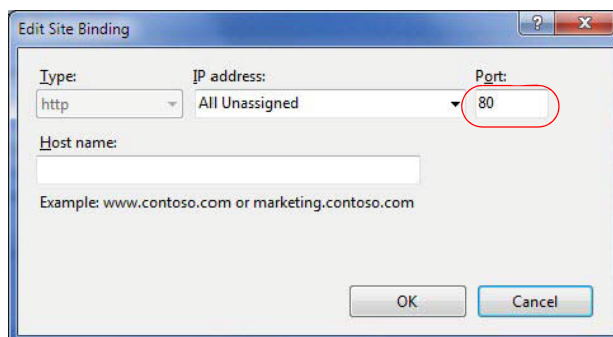 Edit Site Binding
Type:
IP address:
Port:
http
All Unassigned
80
Host name:
Example: www.contoso.com or marketing.contoso.com
OK
Cancel